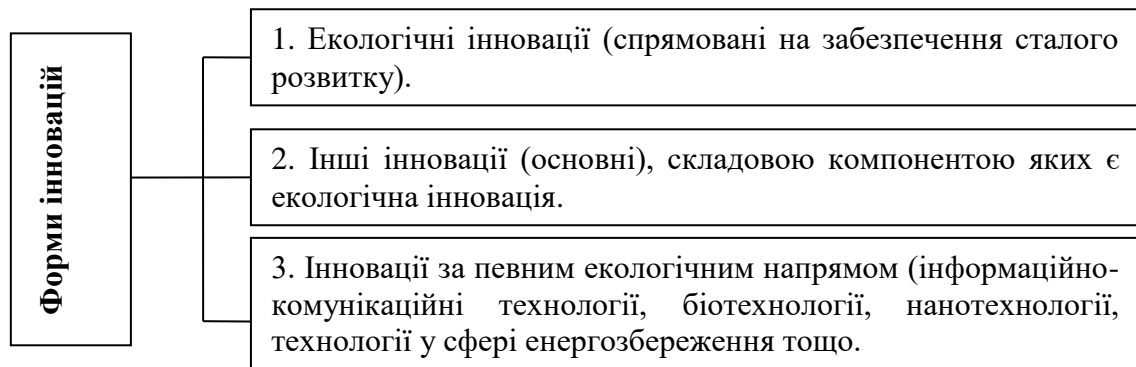 Форми інновацій
1. Екологічні інновації (спрямовані на забезпечення сталого
розвитку).
2. Інші інновації (основні), складовою компонентою яких є
екологічна інновація.
3. Інновації за певним екологічним напрямом (інформаційно-
комунікаційні технології, біотехнології, нанотехнології,
технології у сфері енергозбереження тощо.